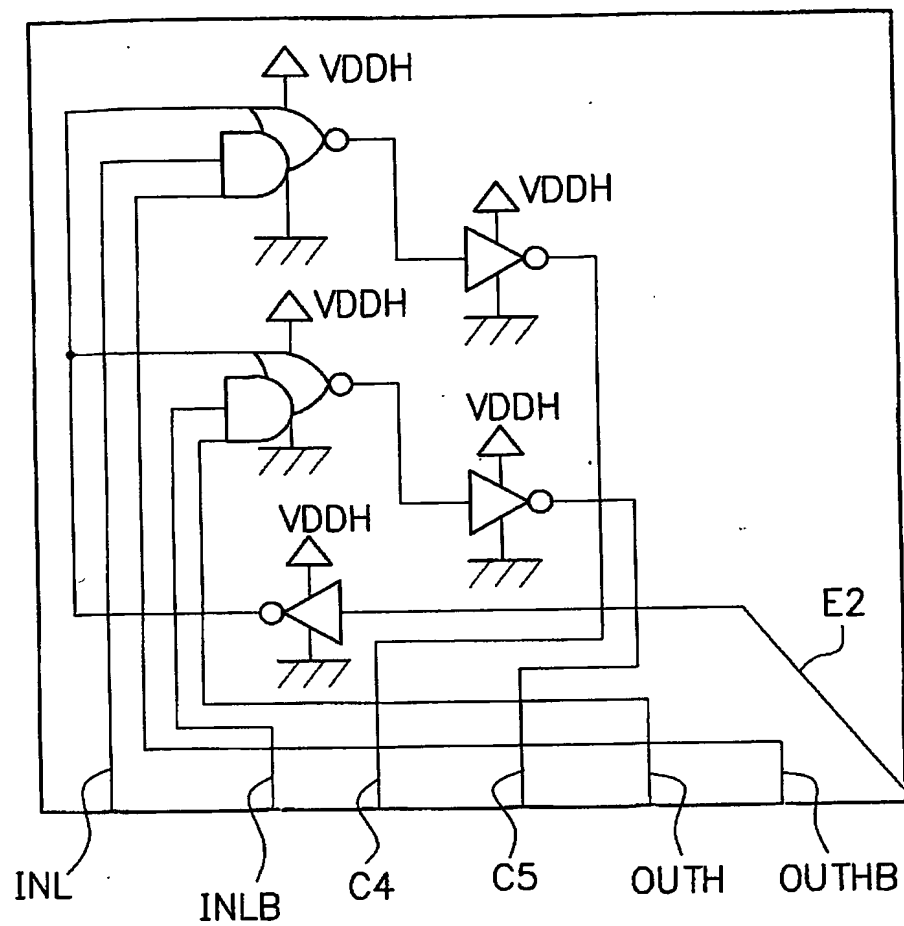 VDDH
VDDH
VDDH
VDDH
VDDH
E2
INL
INLB
C4
C5
OUTH
OUTHB